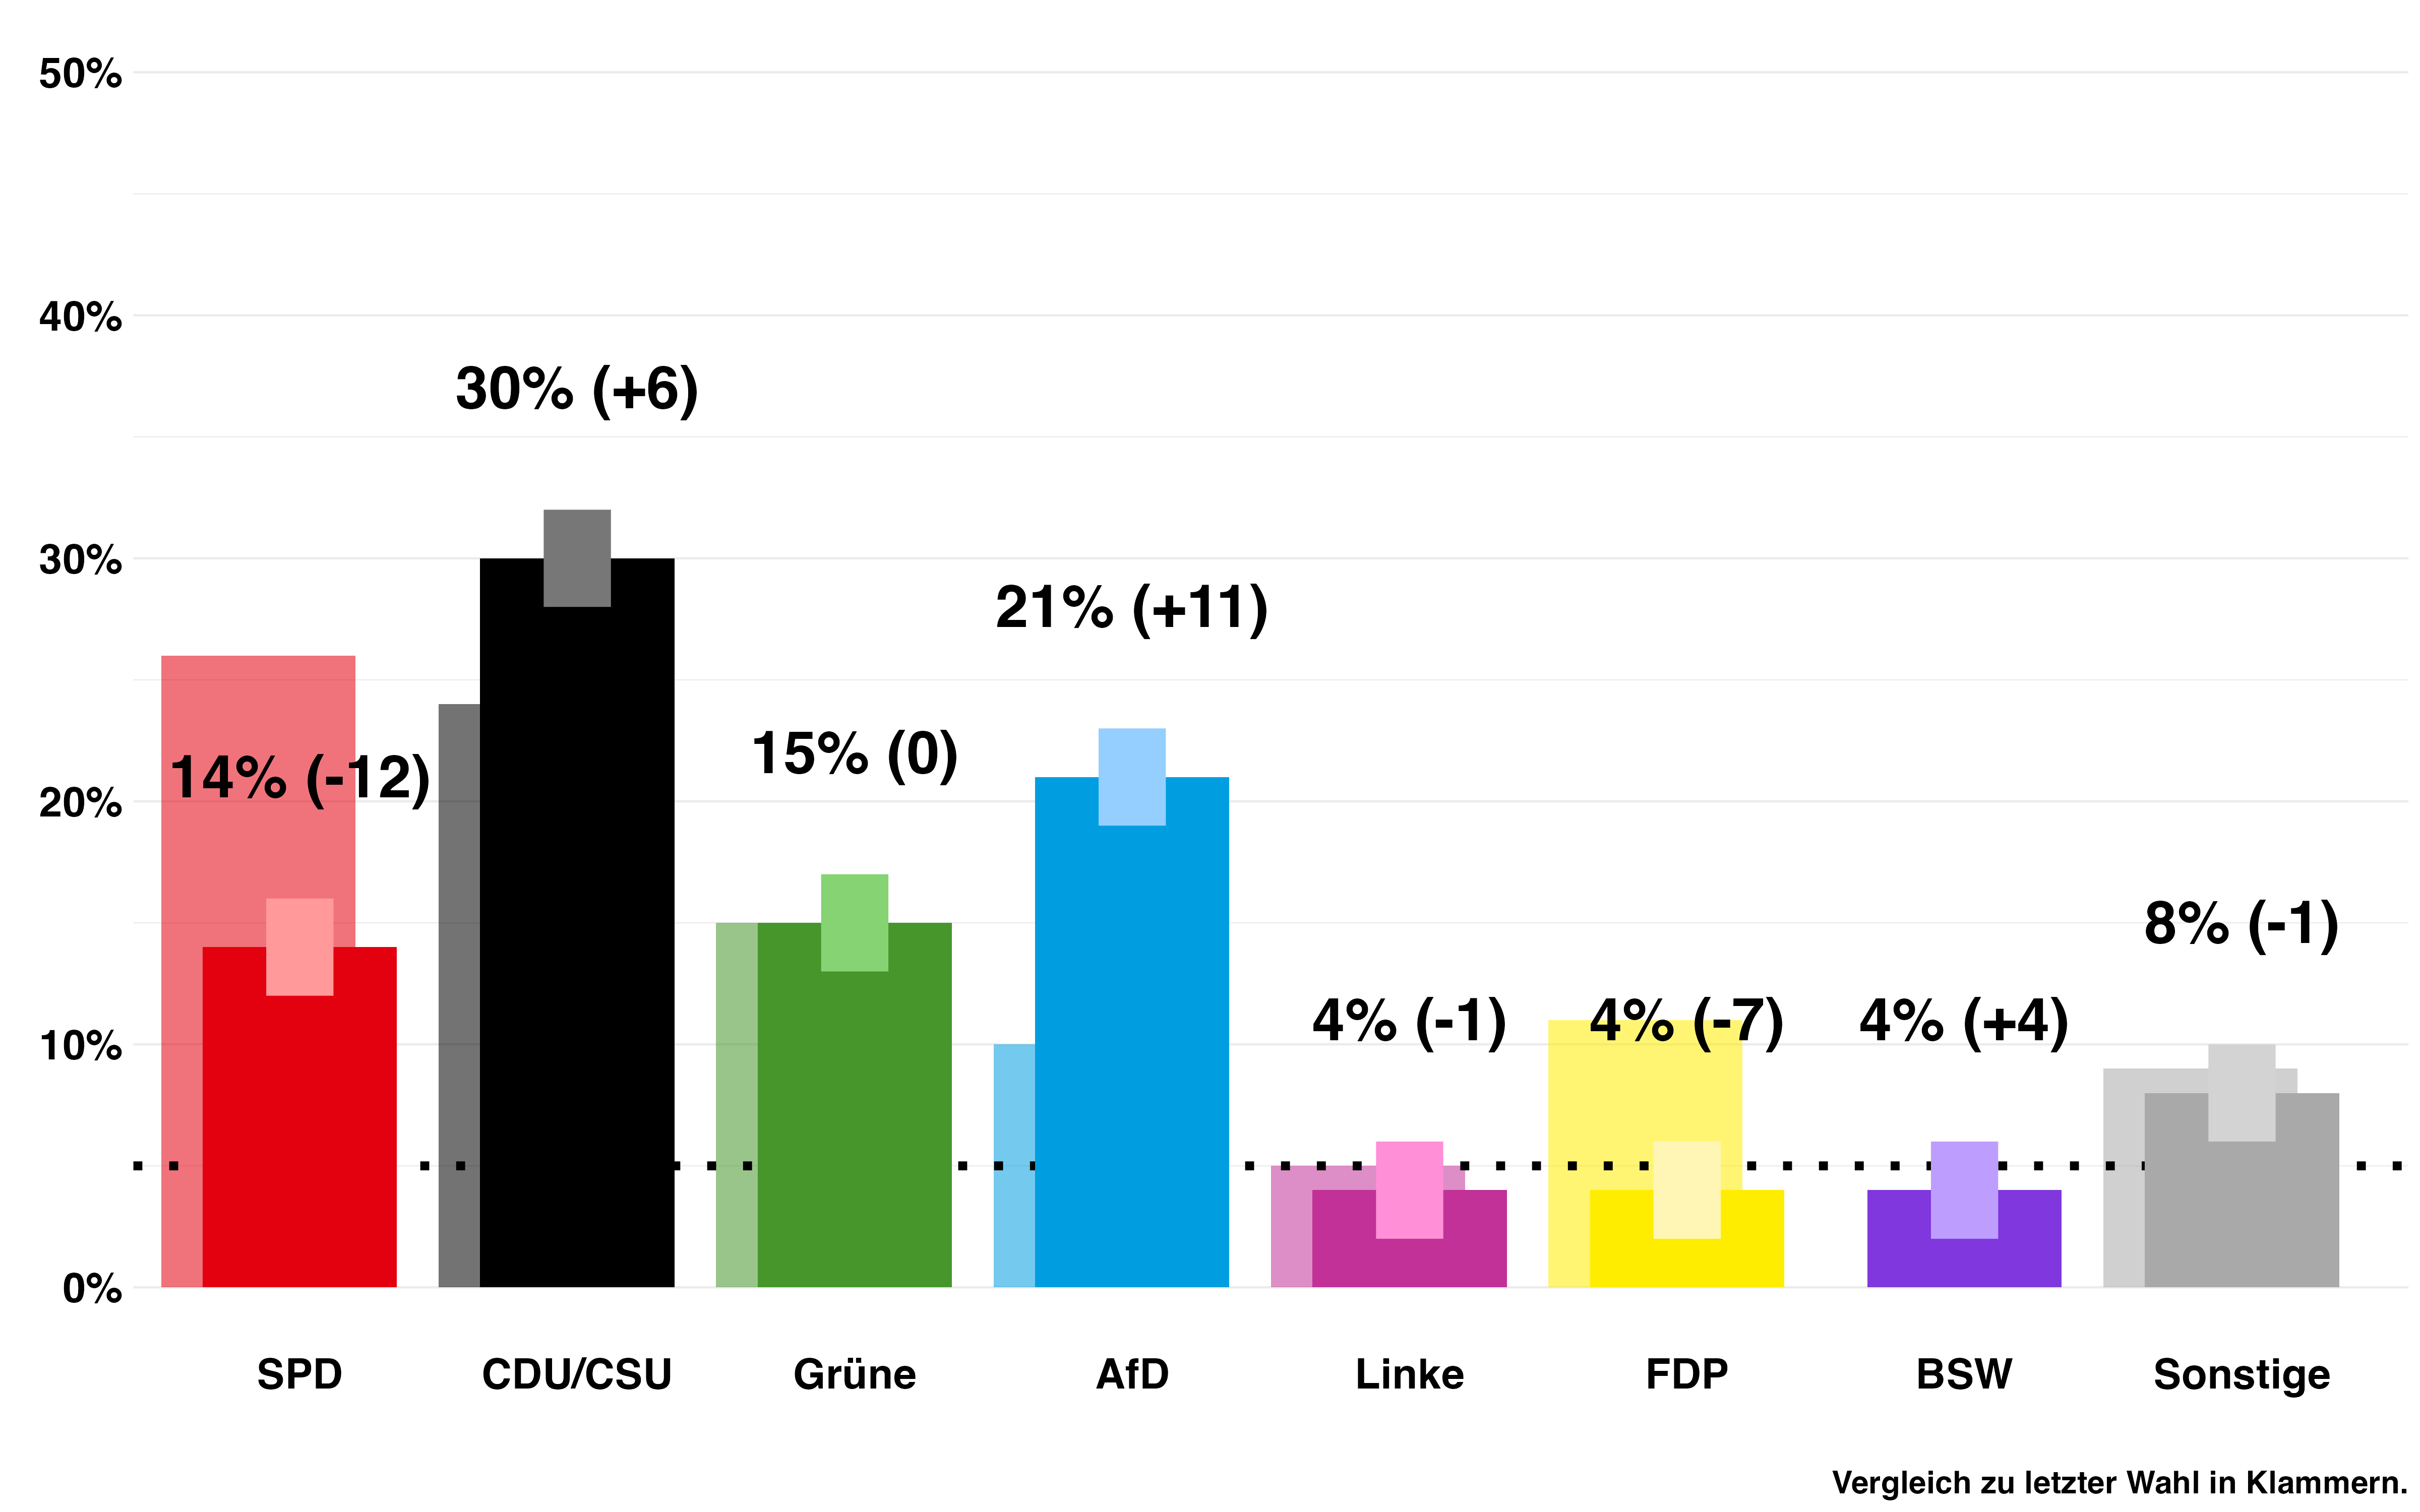 50%
40%
30%
20%
10%
0%
14% (-12)
30% (+6)
15% (0)
21% (+11)
4% (-1)
4% (-7)
4% (+4)
8% (-1)
SPD
CDU/CSU
Grüne
AfD
Linke
FDP
BSW
Sonstige
Vergleich zu letzter Wahl in Klammern.